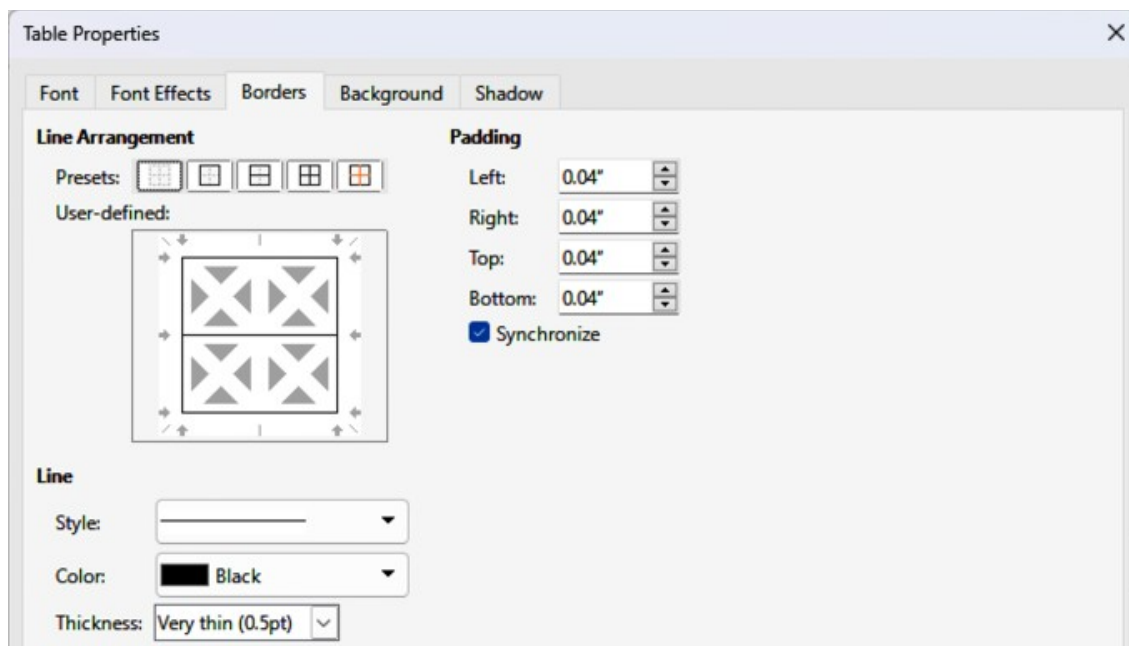 Table Properties
Font Font Effects Borders Background Shadow
Line Arrangement
Presets:
User-defined:
Padding
Left: 0.04"
Right: 0.04"
Top: 0.04"
Bottom: 0.04"
Synchronize
Line
Style:
Color: Black
Thickness: Very thin (0.5pt)